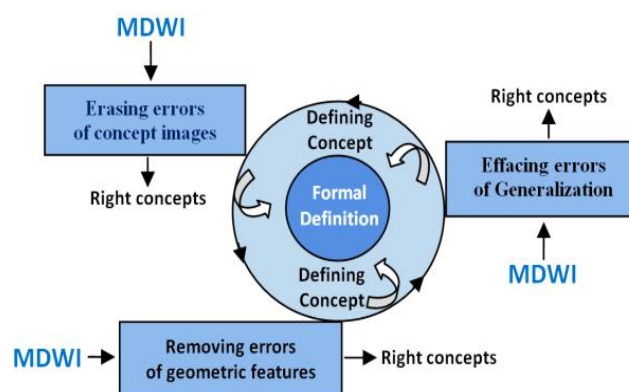 MDWI
Erasing errors
of concept images
Right concepts
Defining
Concept
Formal
Definition
Defining
Concept
Right concepts
Effacing errors
of Generalization
MDWI
MDWI
Removing errors
of geometric features
Right concepts